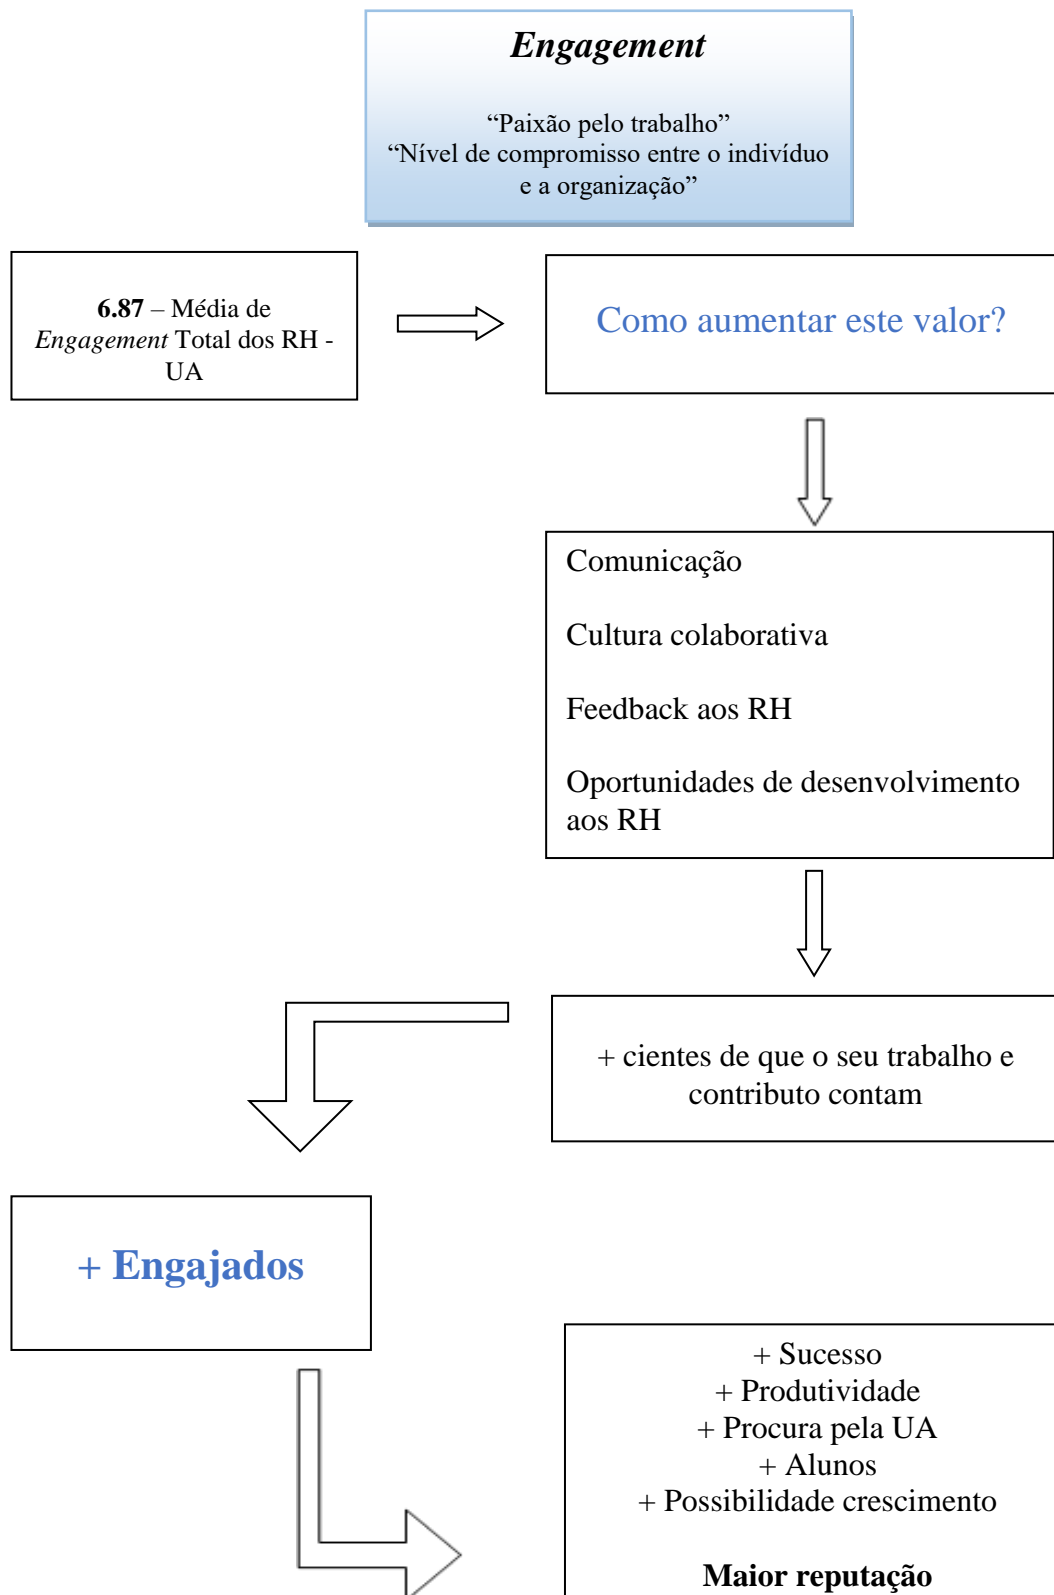 Engagement
“Paixão pelo trabalho”
“Nível de compromisso entre o indivíduo
e a organização”
6.87 – Média de
Engagement Total dos RH -
UA
Como aumentar este valor?
Comunicação
Cultura colaborativa
Feedback aos RH
Oportunidades de desenvolvimento
aos RH
+ cientes de que o seu trabalho e
contributo contam
+ Engajados
+ Sucesso
+ Produtividade
+ Procura pela UA
+ Alunos
+ Possibilidade crescimento
Maior reputação